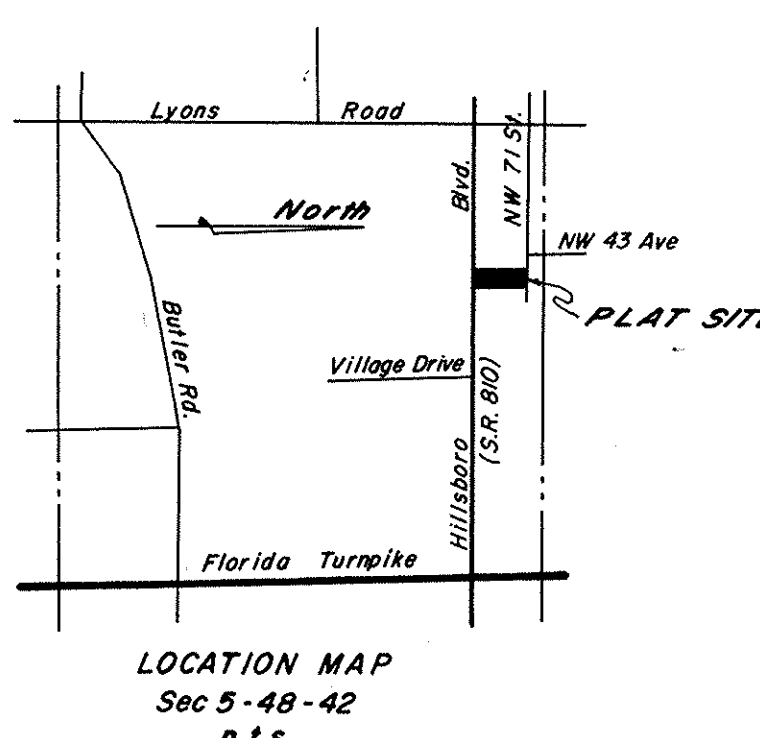 Lyons Road
NW 71 St.
Blvd.
North
NW 43 Ave
PLAT SITE
Butler Rd.
Village Drive
(S.R. 810)
Hillsboro
Florida Turnpike
LOCATION MAP
Sec 5-48-42
n.t.s.